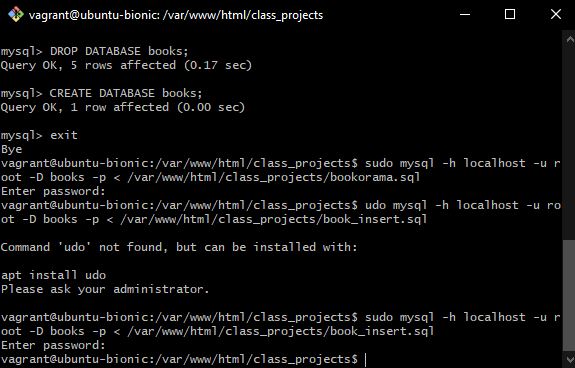 vagrant@ubuntu-bionic: /var/www/html/class_projects
mysql> DROP DATABASE books;
Query OK, 5 rows affected (0.17 sec)
mysql> CREATE DATABASE books;
Query OK, 1 row affected (0.00 sec)
mysql> exit
Bye
vagrant@ubuntu-bionic:/var/www/html/class_projects$ sudo mysql -h localhost -u r
oot -D books -p < /var/www/html/class_projects/bookorama.sql
Enter password:
vagrant@ubuntu-bionic:/var/www/html/class_projects$ udo mysql -h localhost -u ro
ot -D books -p < /var/www/html/class_projects/book_insert.sql
Command 'udo' not found, but can be installed with:
apt install udo
Please ask your administrator.
vagrant@ubuntu-bionic:/var/www/html/class_projects$ sudo mysql -h localhost -u r
oot -D books -p < /var/www/html/class_projects/book_insert.sql
Enter password:
vagrant@ubuntu-bionic:/var/www/html/class_projects$